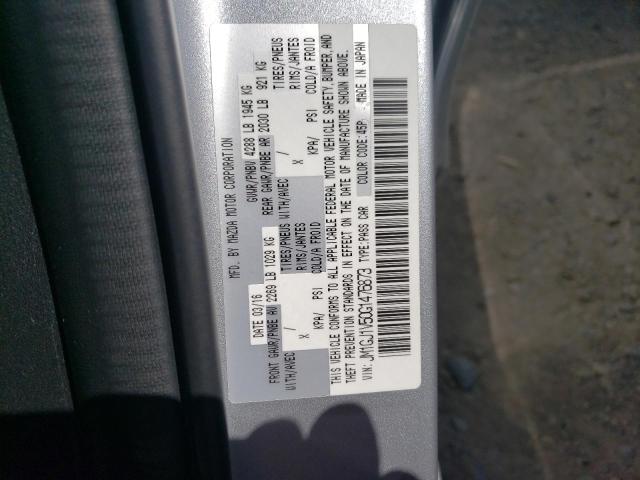 MFD. BY MAZDA MOTOR CORPORATION
DATE 03/16 GVWR/PNBV 4288 LB 1945 KG
FRONT GAWR/PNBE AV 2269 LB 1029 KG REAR GAWR/PNBE AR 2030 LB 921 KG
WITH/AVEC TIRES/PNEUS WITH/AVEC TIRES/PNEUS
/ RIMS/JANTES / RIMS/JANTES
X COLD/A FROID X COLD/A FROID
KPA/ PSI KPA/ PSI
THIS VEHICLE CONFORMS TO ALL APPLICABLE FEDERAL MOTOR VEHICLE SAFETY, BUMPER, AND
THEFT PREVENTION STANDARDS IN EFFECT ON THE DATE OF MANUFACTURE SHOWN ABOVE.
VIN: JM1GJ1V50G1476873 TYPE:PASS CAR COLOR CODE:45P MADE IN JAPAN